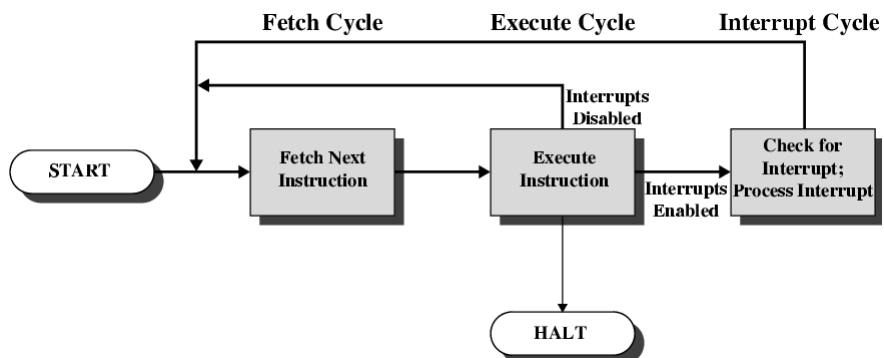 Fetch Cycle
Execute Cycle
Interrupt Cycle
Interrupts
Disabled
START
Fetch Next
Instruction
Execute
Instruction
Interrupts
Enabled
Check for
Interrupt;
Process Interrupt
HALT